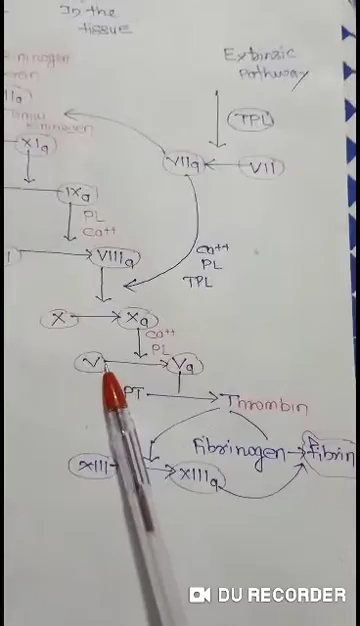 In the
tissue
Extrinsic
Pathway
TPL
XIa
VIIa
VII
IXa
PL
Ca++
VIIIa
Ca++
PL
TPL
X
Xa
Ca++
PL
V
Va
PT
Thrombin
Fibrinogen
Fibrin
XIII
XIIIa
DU RECORDER